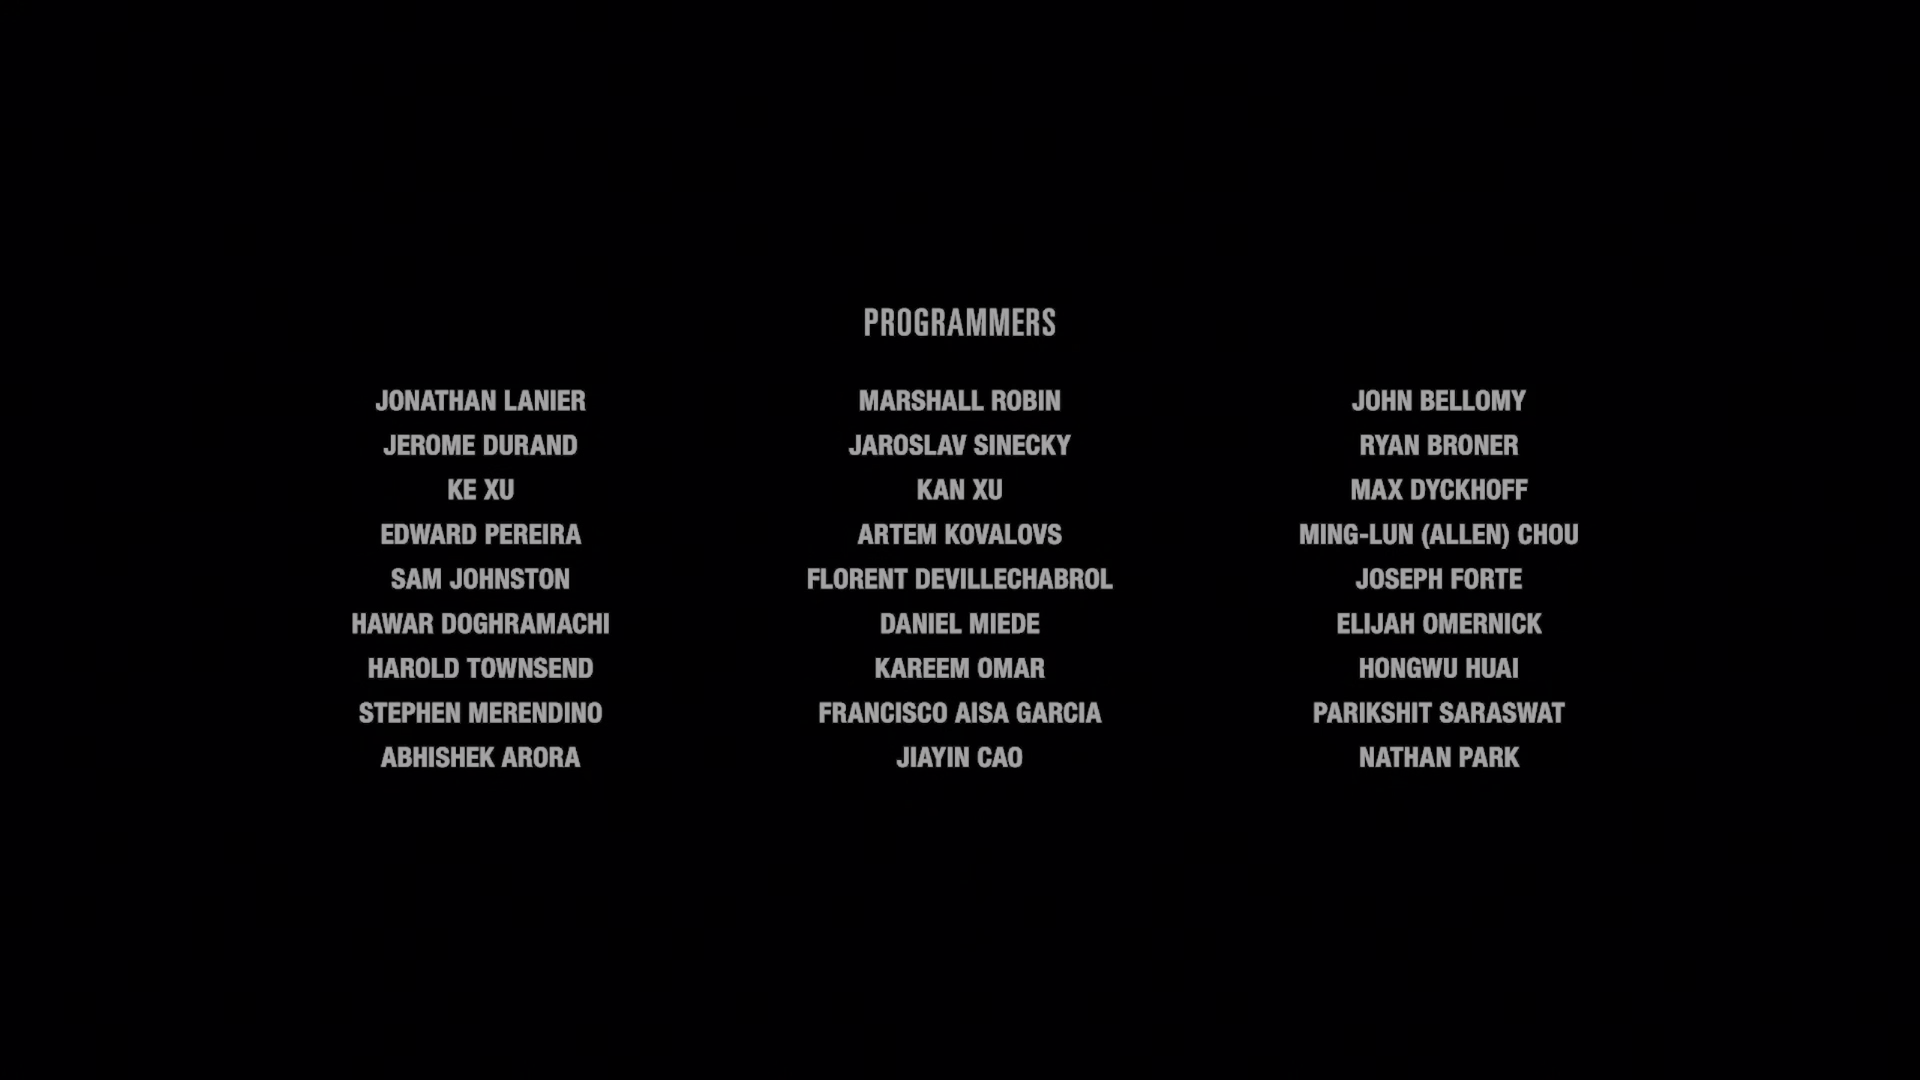 PROGRAMMERS
JONATHAN LANIER MARSHALL ROBIN JOHN BELLOMY
JEROME DURAND JAROSLAV SINECKY RYAN BRONER
KE XU KAN XU MAX DYCKHOFF
EDWARD PEREIRA ARTEM KOVALOVS MING-LUN (ALLEN) CHOU
SAM JOHNSTON FLORENT DEVILLECHABROL JOSEPH FORTE
HAWAR DOGHRAMACHI DANIEL MIEDE ELIJAH OMERNICK
HAROLD TOWNSEND KAREEM OMAR HONGWU HUAI
STEPHEN MERENDINO FRANCISCO AISA GARCIA PARIKSHIT SARASWAT
ABHISHEK ARORA JIAYIN CAO NATHAN PARK